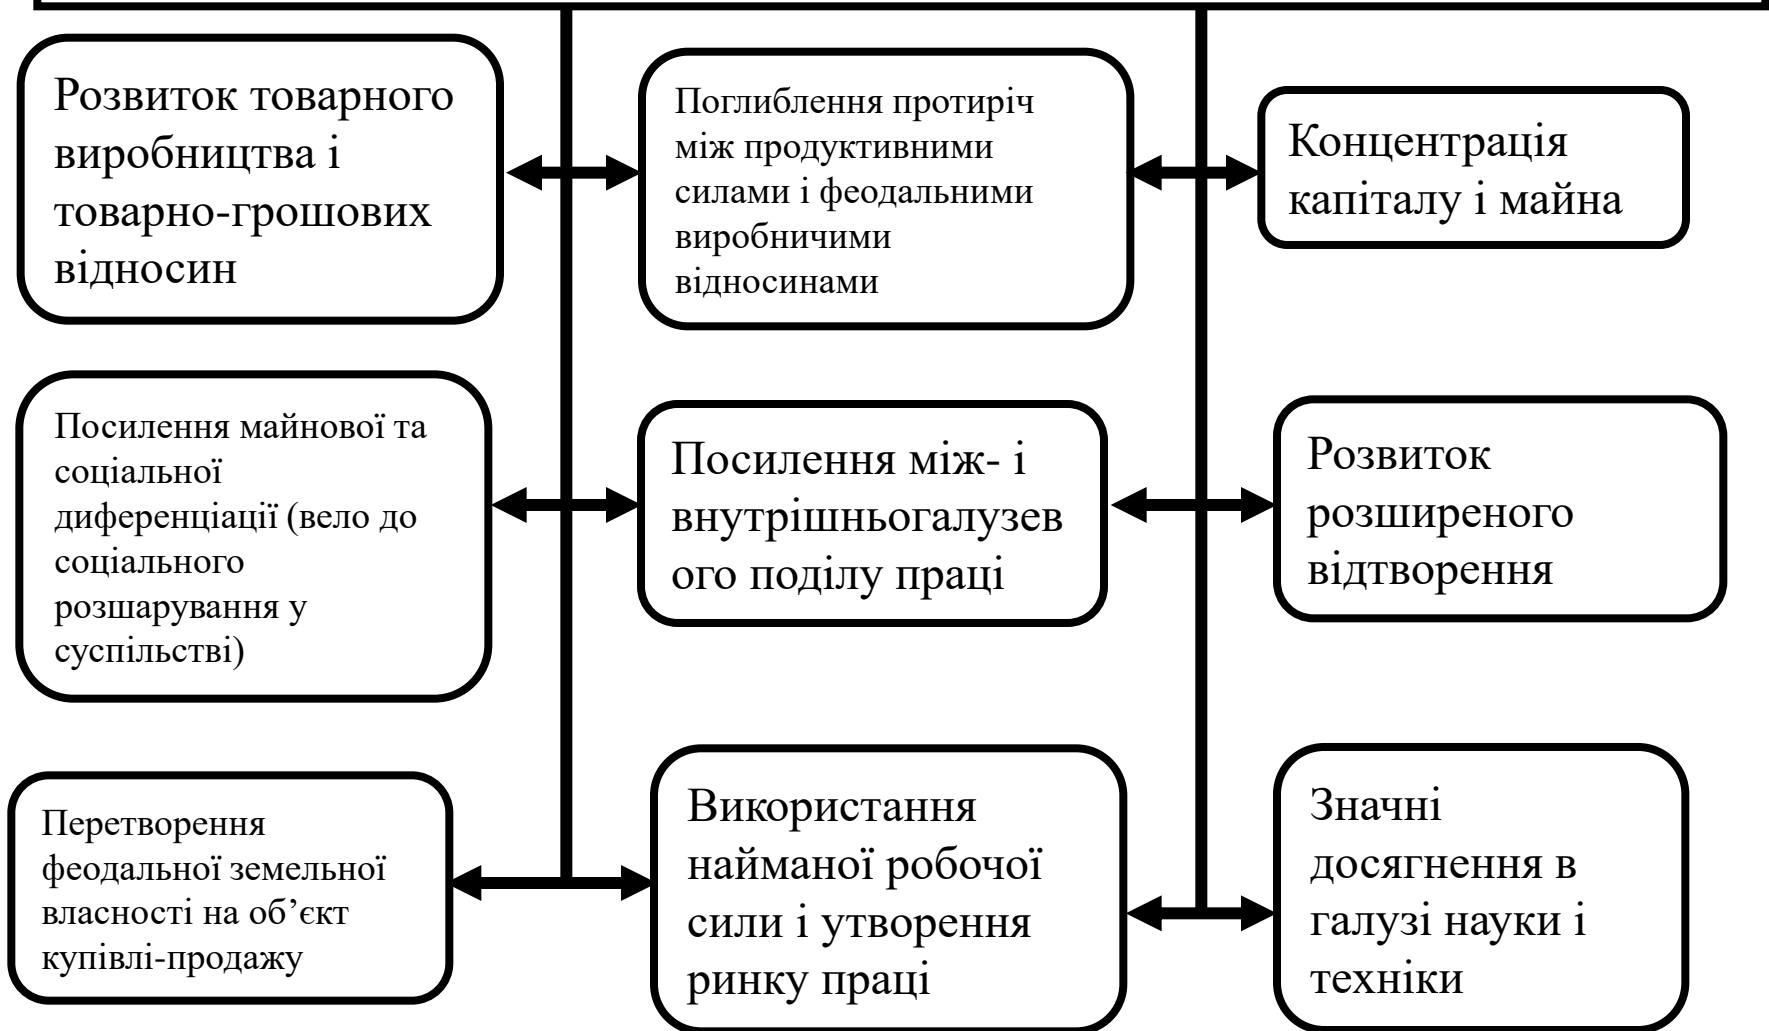 Розвиток товарного
виробництва і
товарно-грошових
відносин
Поглиблення протиріч
між продуктивними
силами і феодальними
виробничими
відносинами
Концентрація
капіталу і майна
Посилення майнової та
соціальної
диференціації (вело до
соціального
розшарування у
суспільстві)
Посилення між- і
внутрішньогалузев
ого поділу праці
Розвиток
розширеного
відтворення
Перетворення
феодальної земельної
власності на об’єкт
купівлі-продажу
Використання
найманої робочої
сили і утворення
ринку праці
Значні
досягнення в
галузі науки і
техніки